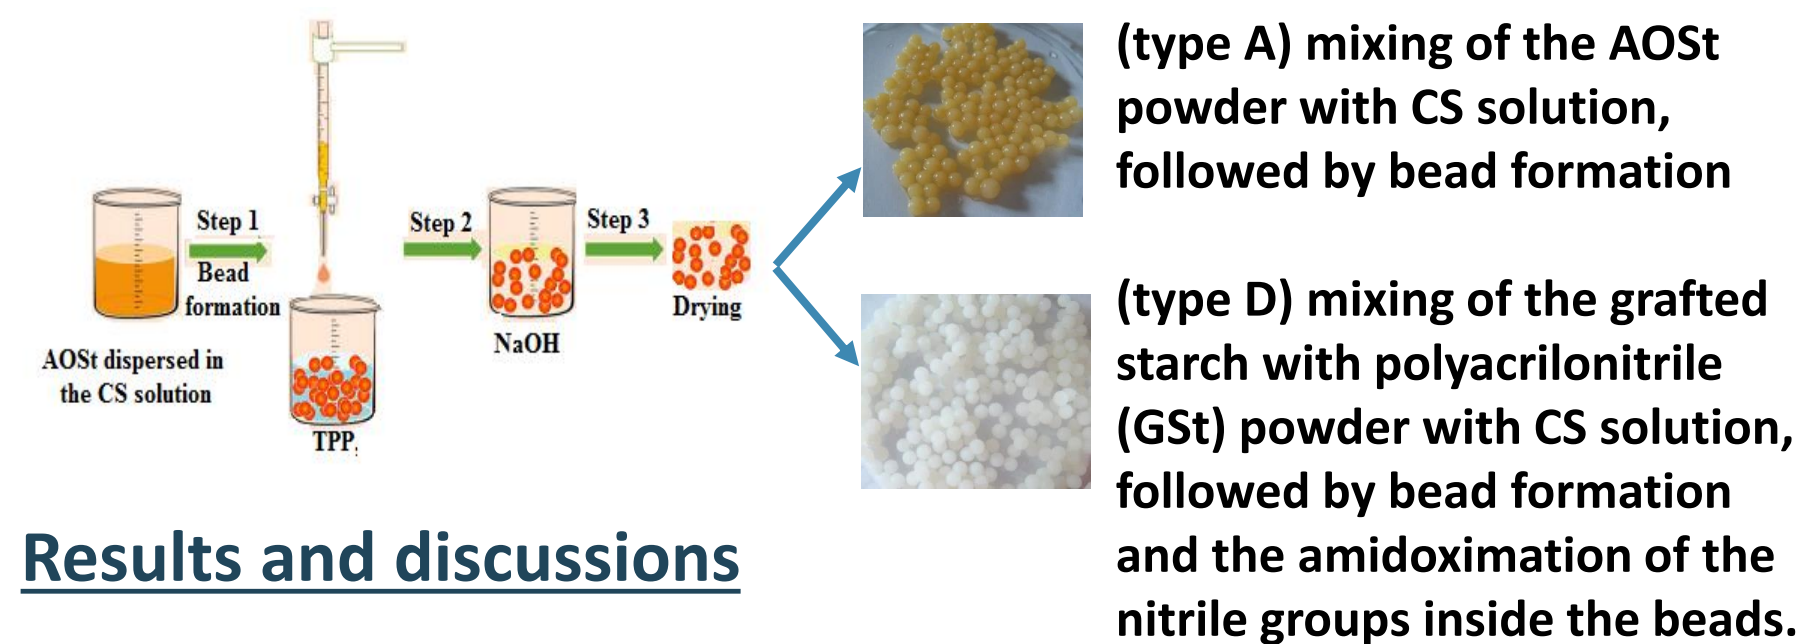 Step 1
Bead
formation
AOSt dispersed in
the CS solution
TPP.
Step 2
NaOH
Step 3
Drying
(type A) mixing of the AOSt
powder with CS solution,
followed by bead formation
(type D) mixing of the grafted
starch with polyacrilonitrile
(GSt) powder with CS solution,
followed by bead formation
and the amidoximation of the
nitrile groups inside the beads.
Results and discussions